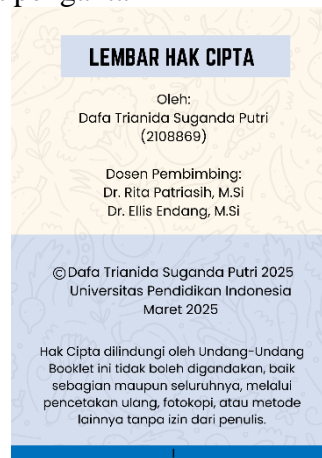 LEMBAR HAK CIPTA
Oleh:
Dafa Trianida Suganda Putri
(2108869)
Dosen Pembimbing:
Dr. Rita Patriasih, M.Si
Dr. Ellis Endang, M.Si
©Dafa Trianida Suganda Putri 2025
Universitas Pendidikan Indonesia
Maret 2025
Hak Cipta dilindungi oleh Undang-Undang
Booklet ini tidak boleh digandakan, baik
sebagian maupun seluruhnya, melalui
pencetakan ulang, fotokopi, atau metode
lainnya tanpa izin dari penulis.